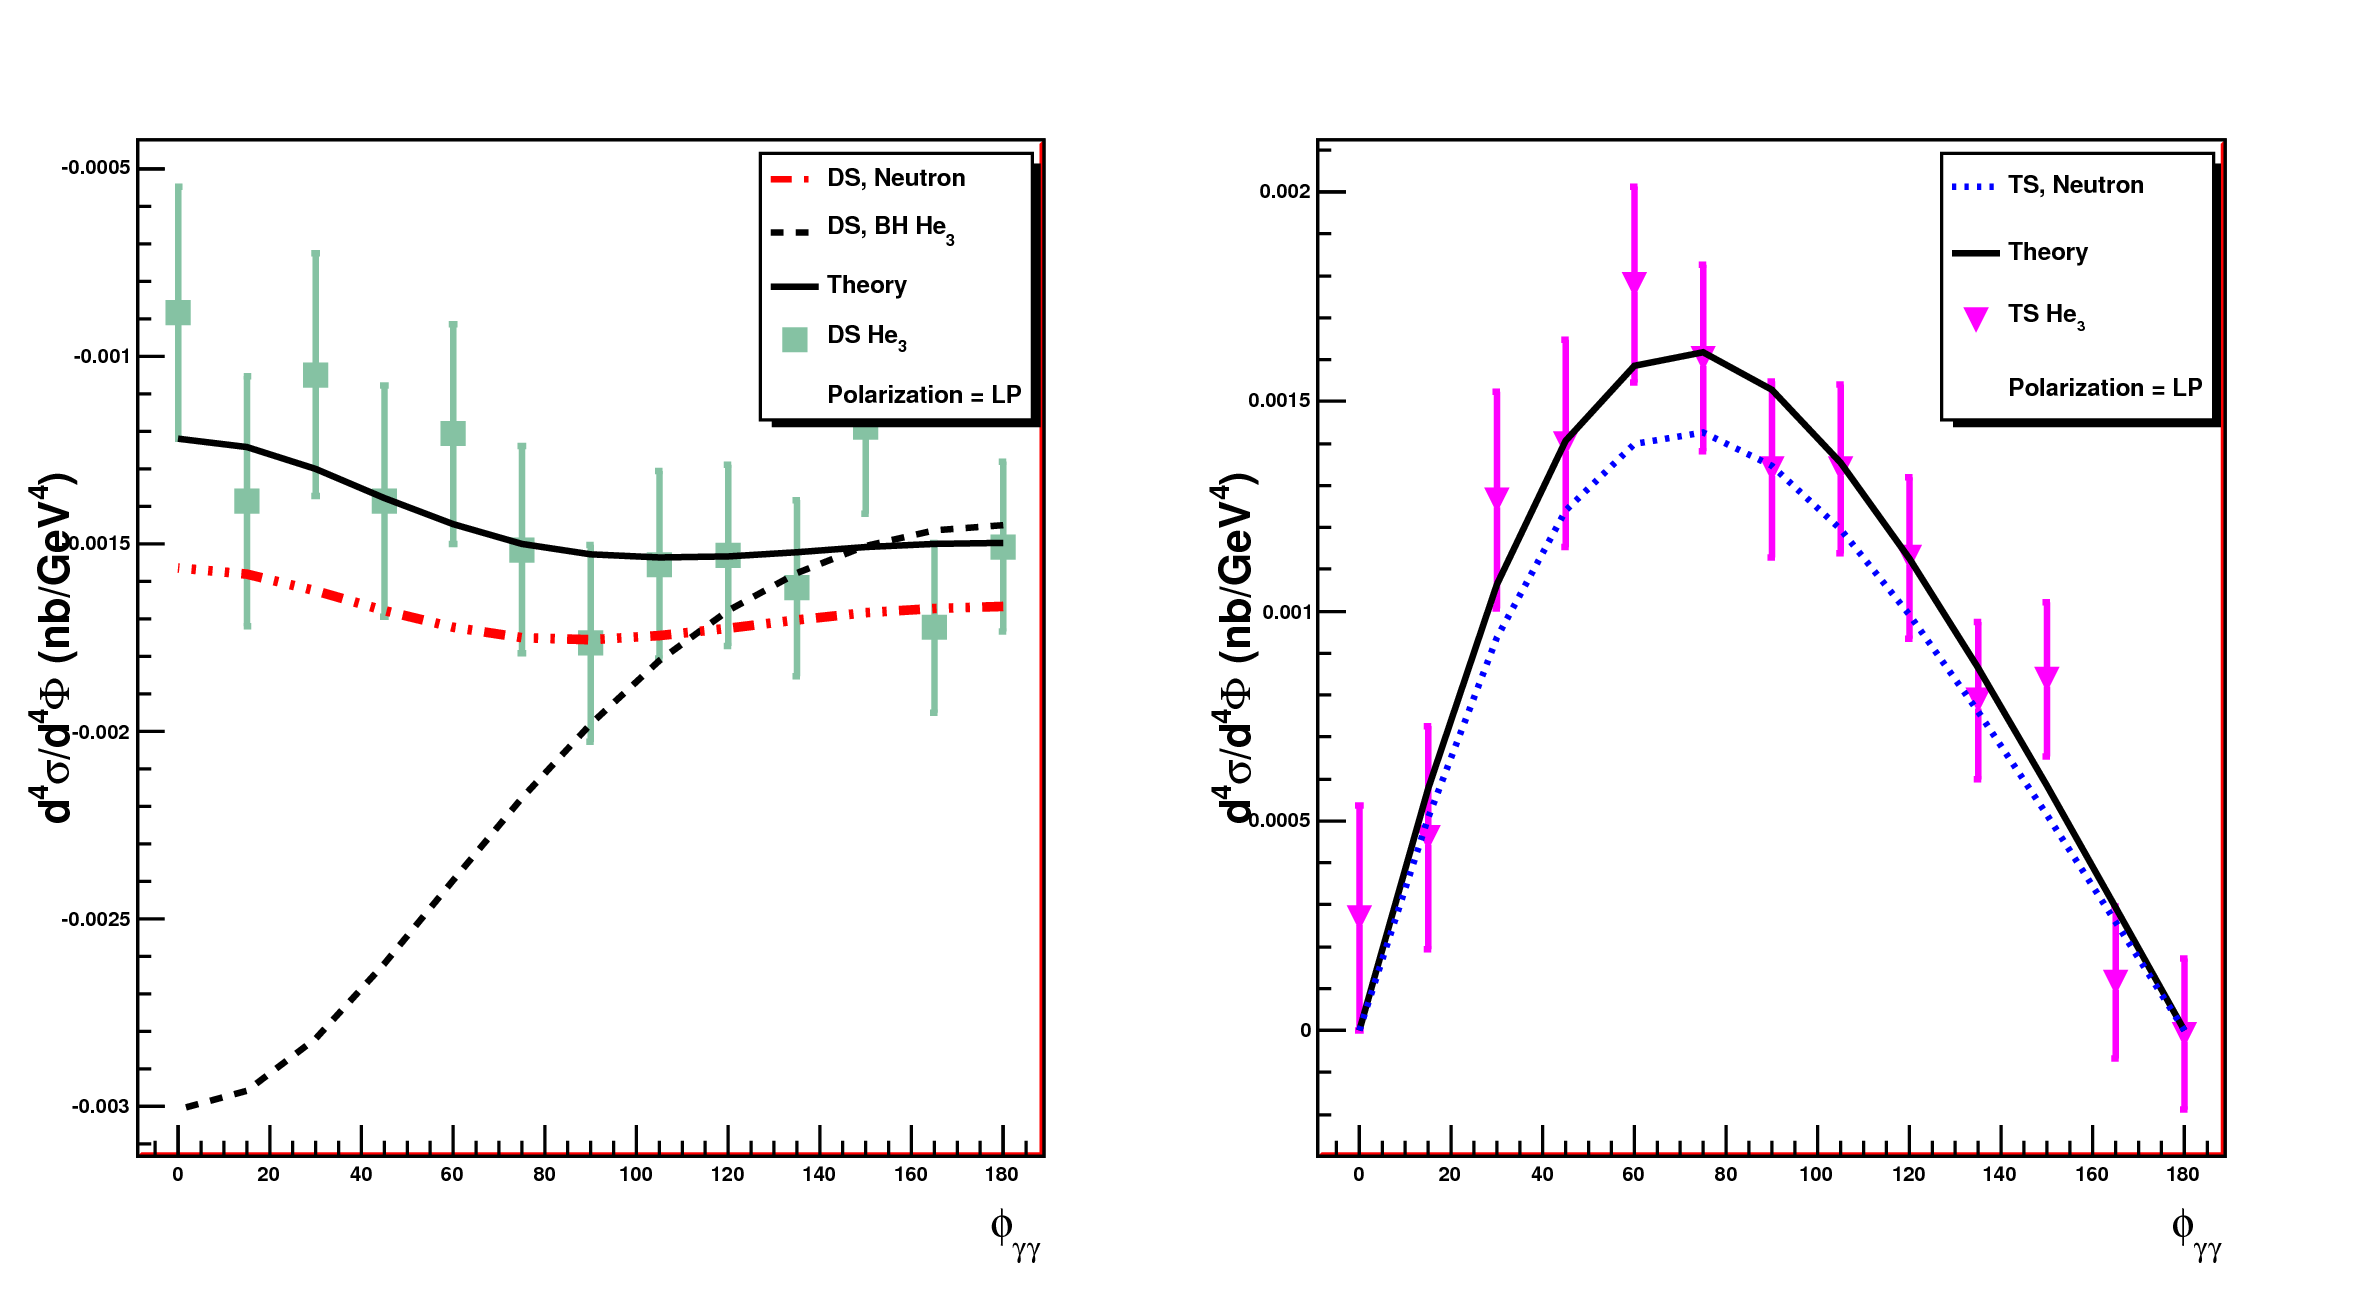 -0.0005
-0.001
-0.0015
-0.002
-0.0025
-0.003
d⁴σ/d⁴Φ (nb/GeV⁴)
DS, Neutron
DS, BH He₃
Theory
DS He₃
Polarization = LP
0 20 40 60 80 100 120 140 160 180
ϕγγ
0.002
0.0015
0.001
0.0005
0
d⁴σ/d⁴Φ (nb/GeV⁴)
TS, Neutron
Theory
TS He₃
Polarization = LP
0 20 40 60 80 100 120 140 160 180
ϕγγ